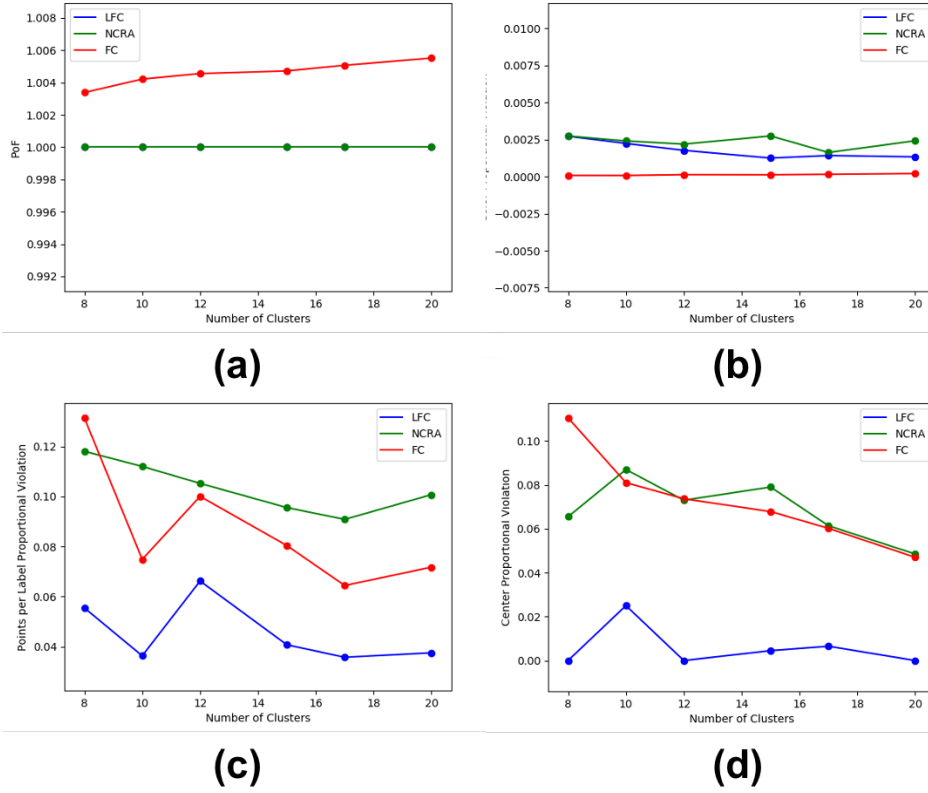 1.008
1.006
1.004
1.002
1.000
0.998
0.996
0.994
0.992
PoF
LFC
NCRA
FC
8 10 12 14 16 18 20
Number of Clusters
(a)
0.0100
0.0075
0.0050
0.0025
0.0000
−0.0025
−0.0050
−0.0075
LFC
NCRA
FC
8 10 12 14 16 18 20
Number of Clusters
(b)
0.12
0.10
0.08
0.06
0.04
Points per Label Proportional Violation
LFC
NCRA
FC
8 10 12 14 16 18 20
Number of Clusters
(c)
0.10
0.08
0.06
0.04
0.02
0.00
Center Proportional Violation
LFC
NCRA
FC
8 10 12 14 16 18 20
Number of Clusters
(d)